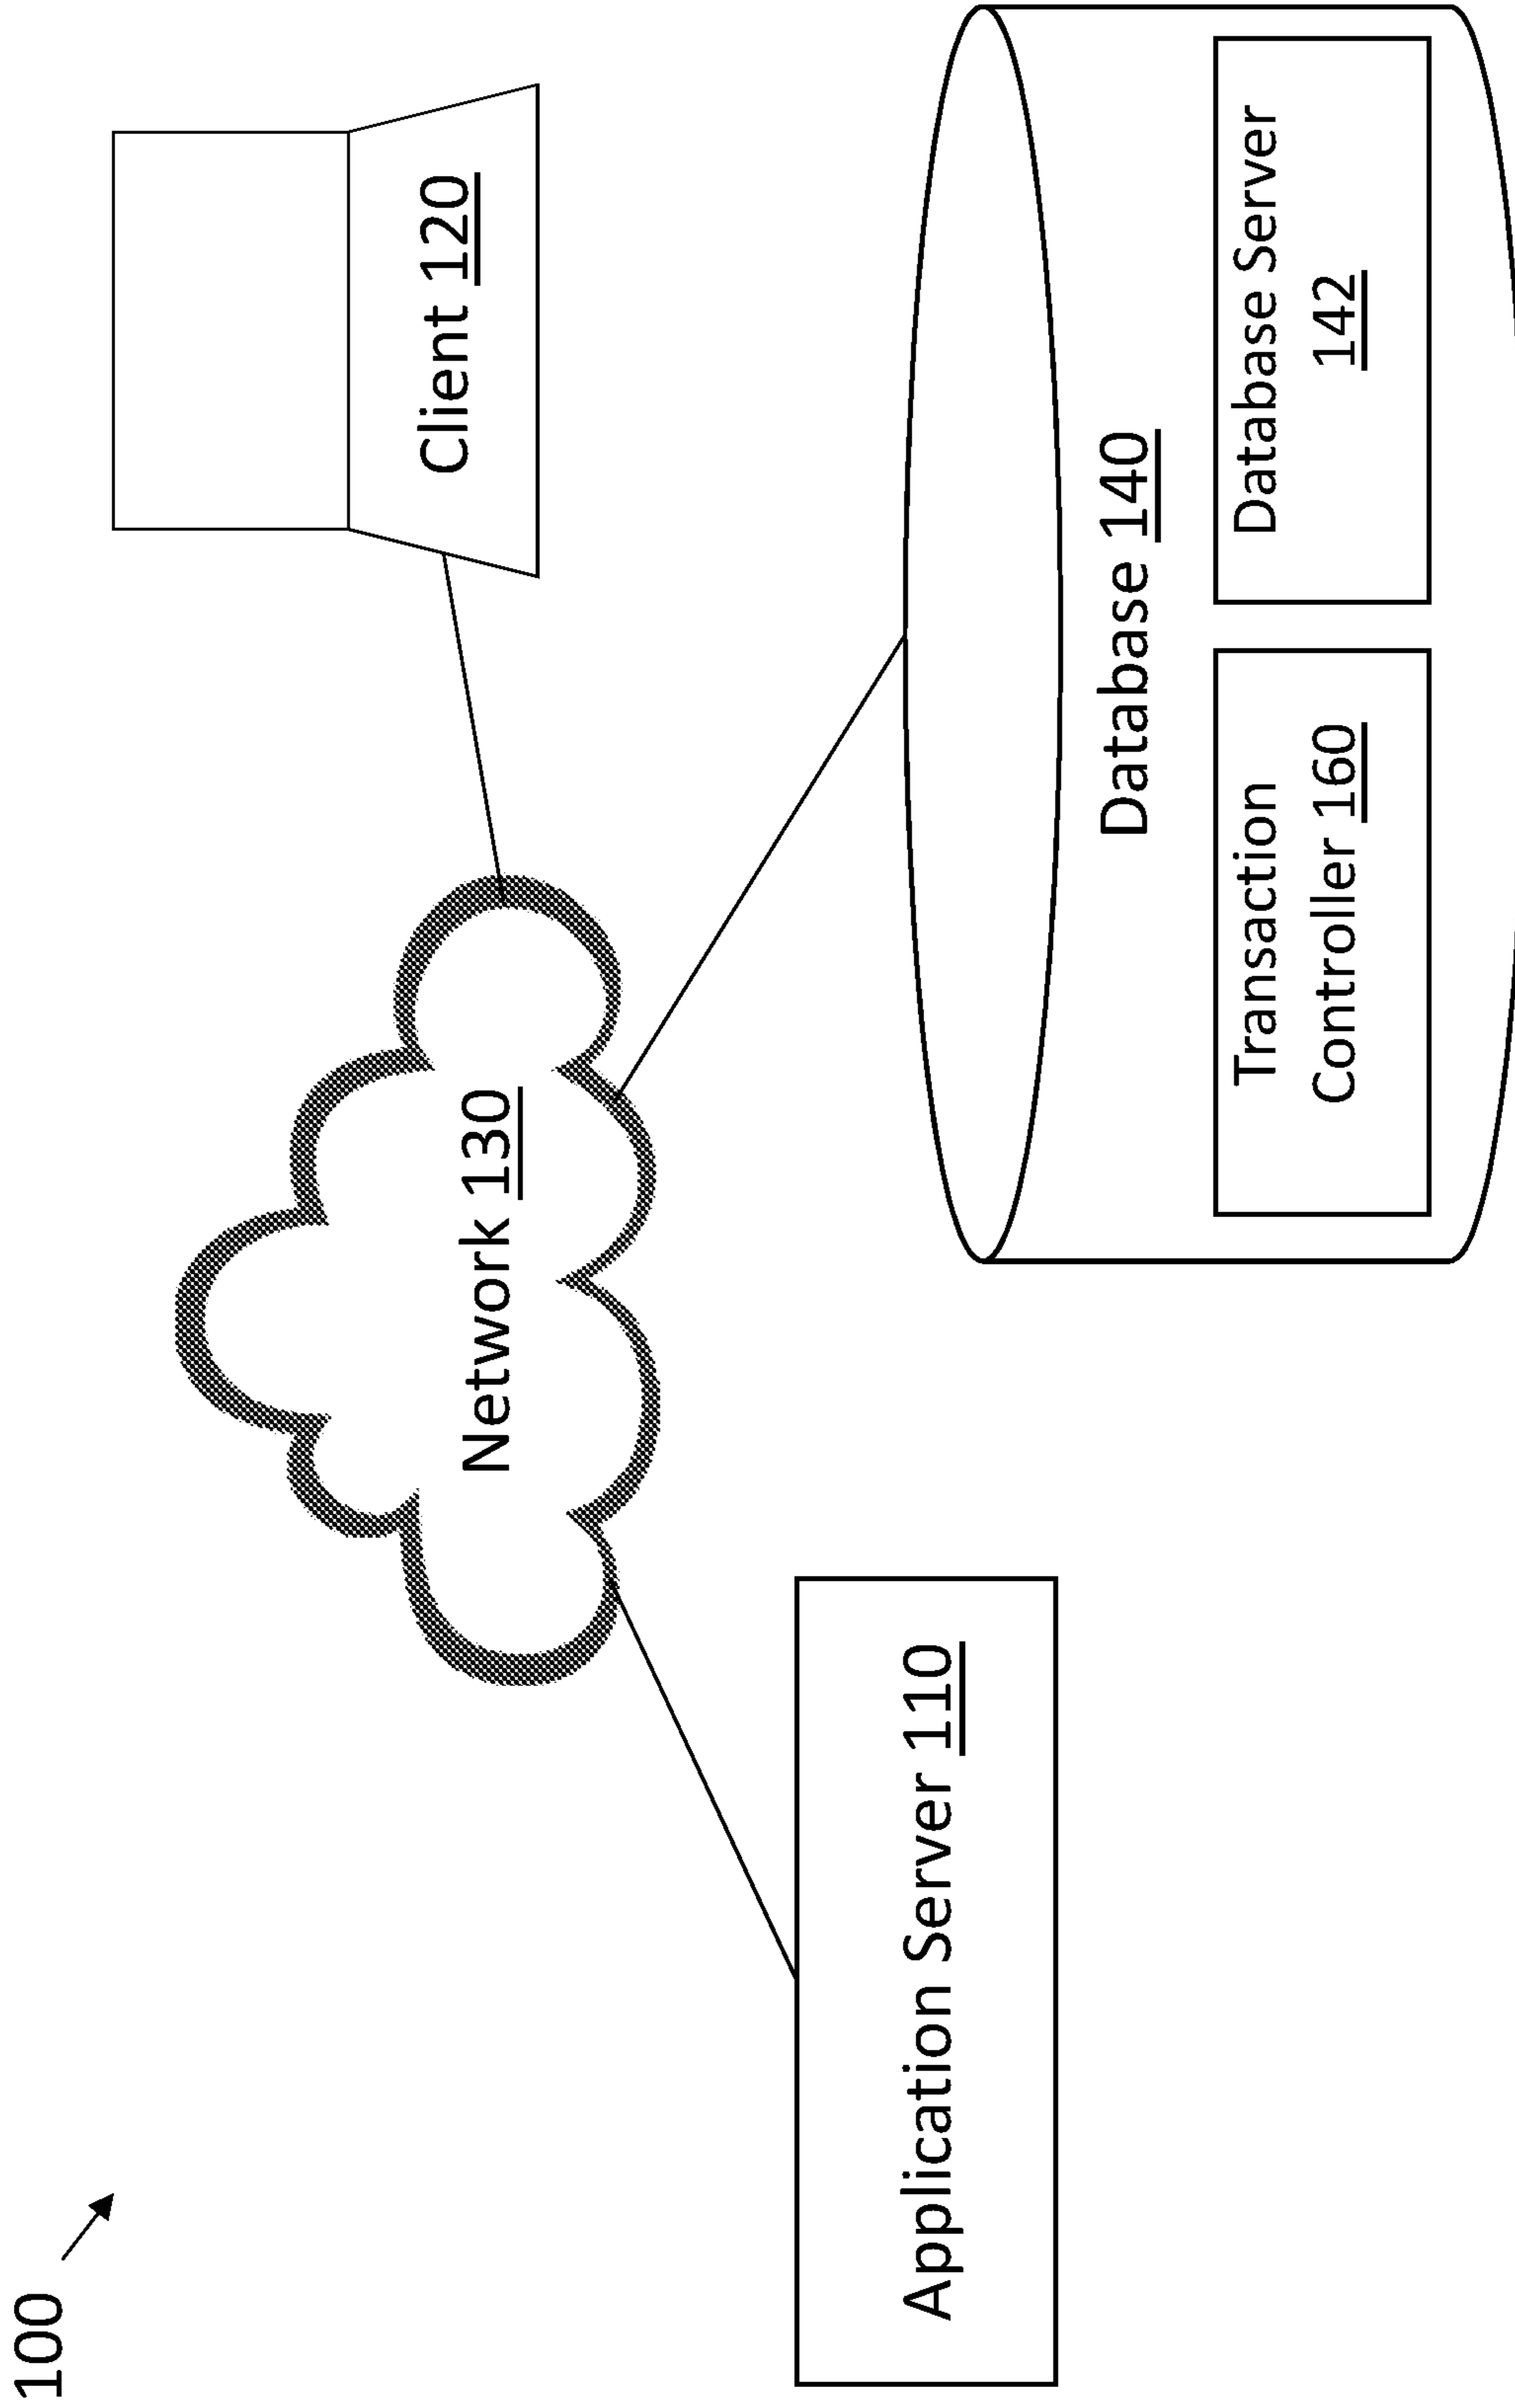 100
Client 120
Network 130
Application Server 110
Database 140
Transaction
Controller 160
Database Server
142